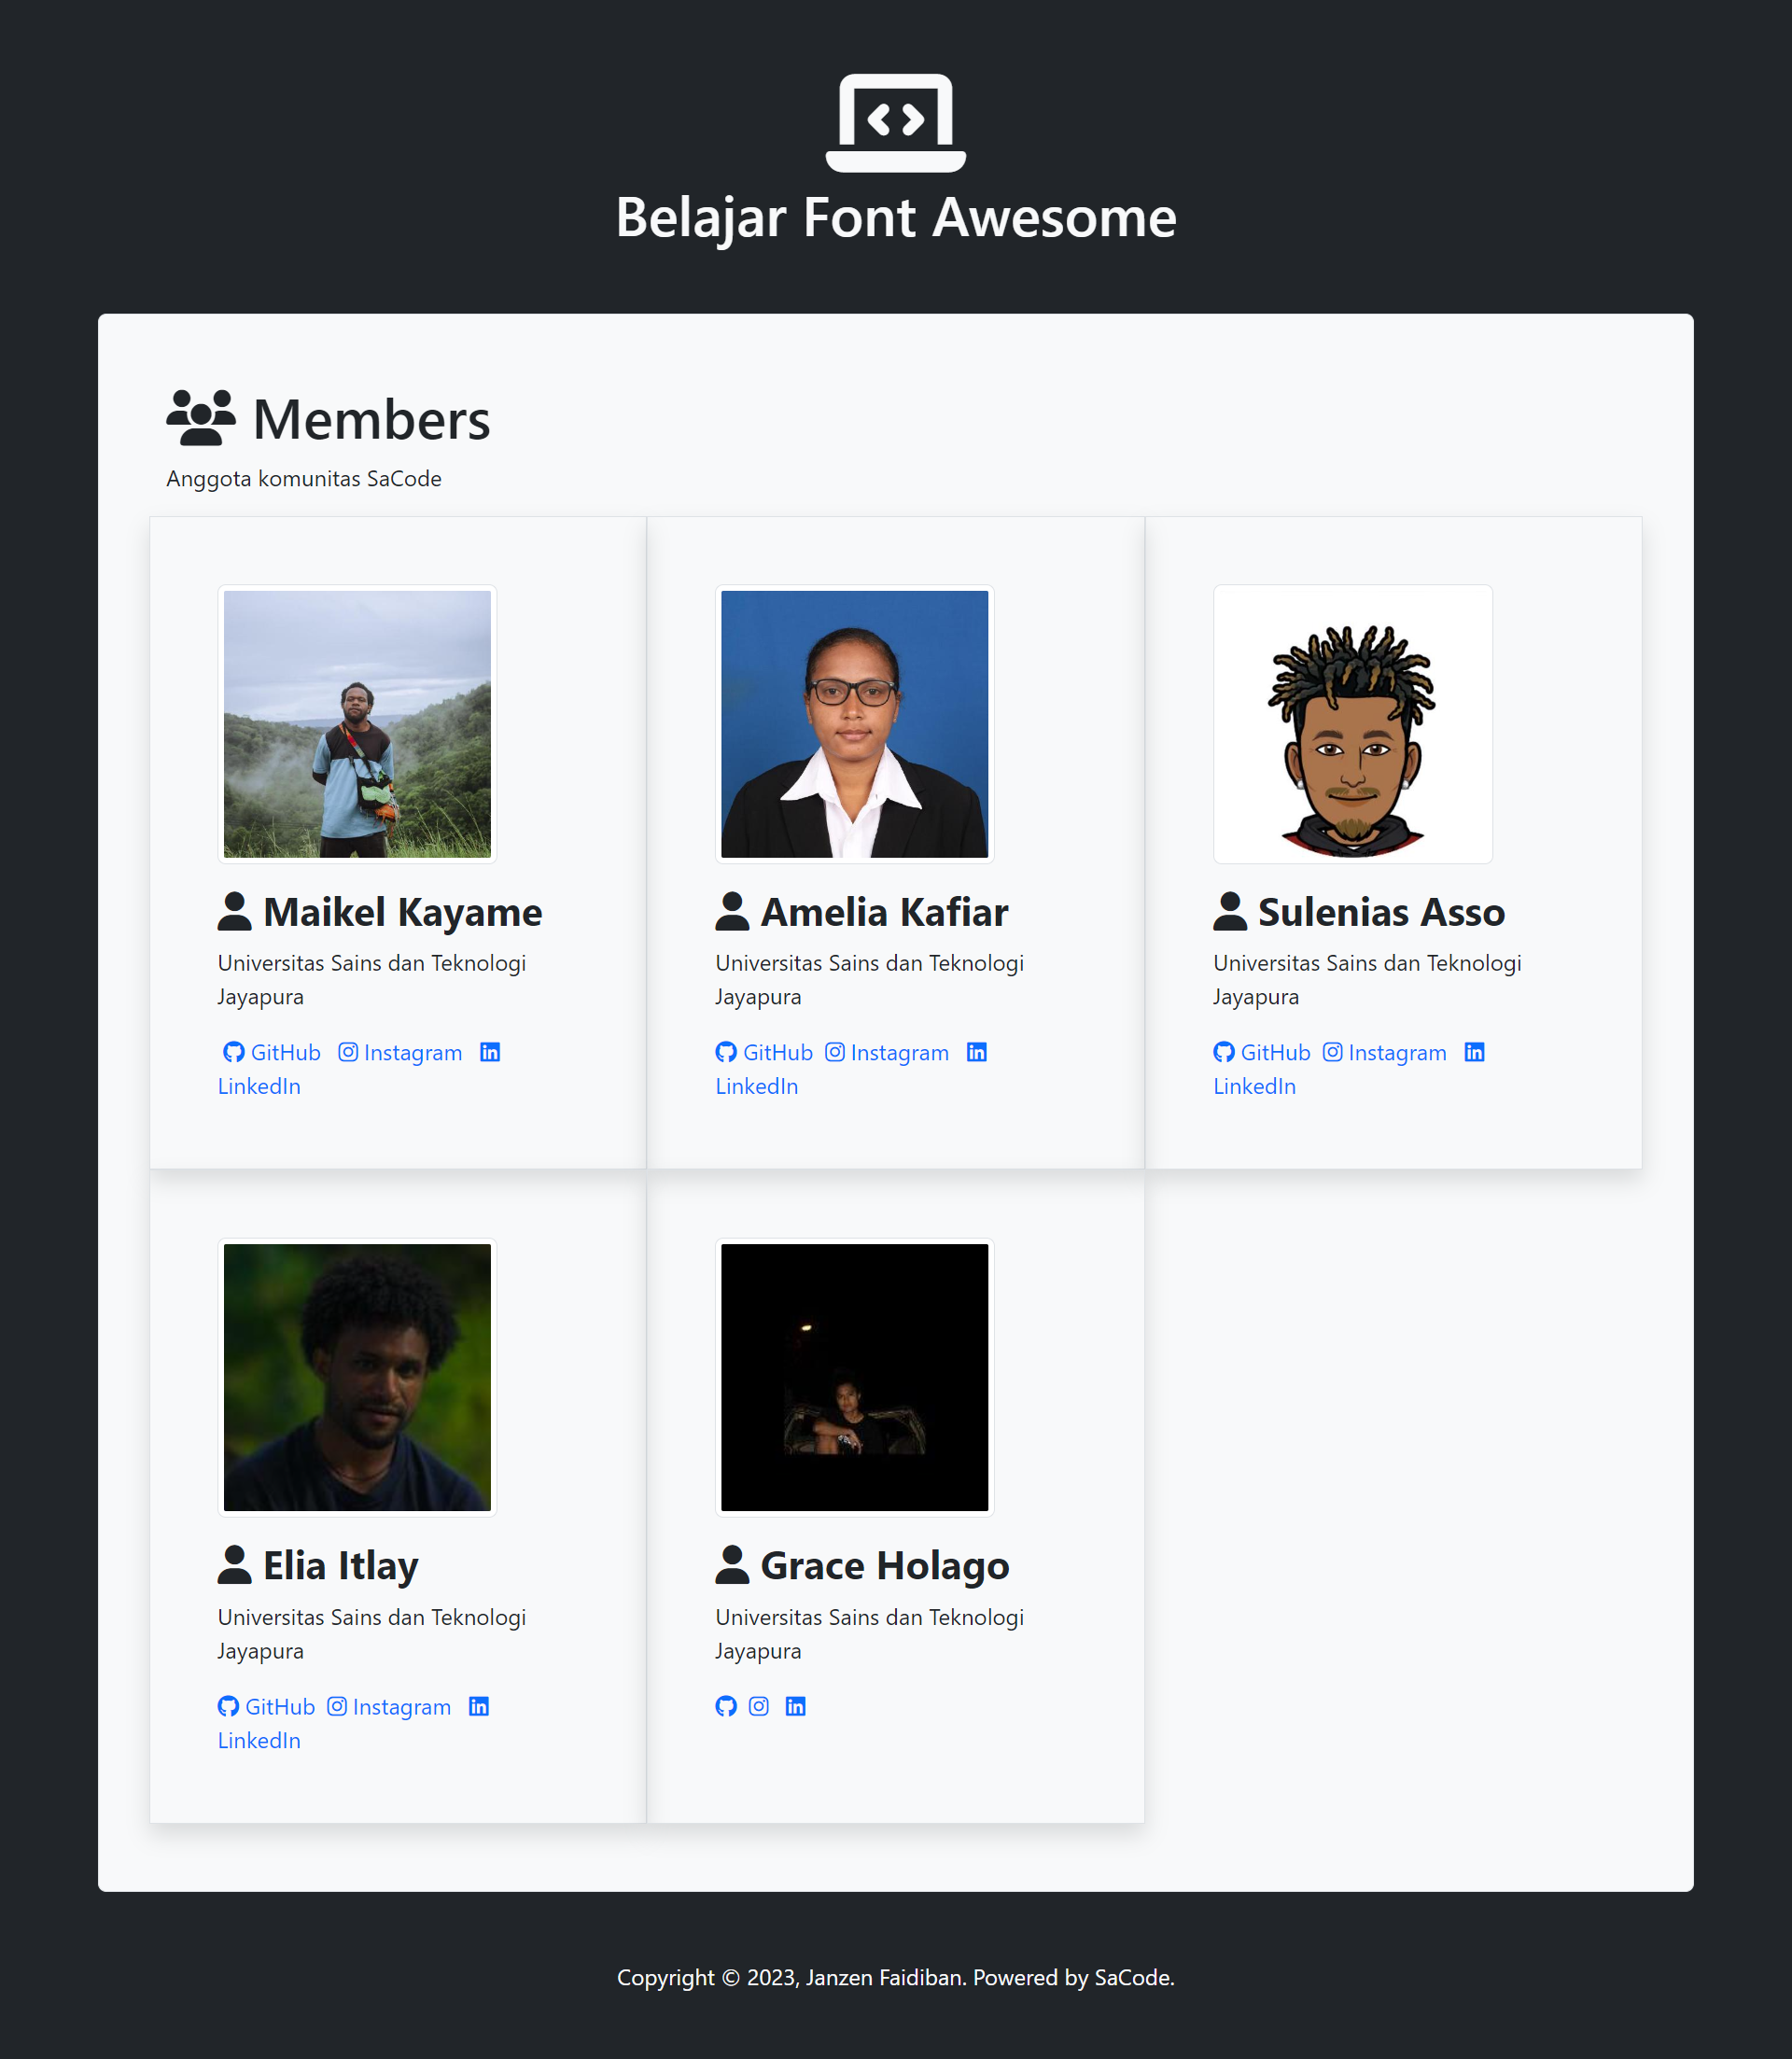 Belajar Font Awesome
Members
Anggota komunitas SaCode
Maikel Kayame
Universitas Sains dan Teknologi
Jayapura
GitHub Instagram
LinkedIn
Amelia Kafiar
Universitas Sains dan Teknologi
Jayapura
GitHub Instagram
LinkedIn
Sulenias Asso
Universitas Sains dan Teknologi
Jayapura
GitHub Instagram
LinkedIn
Elia Itlay
Universitas Sains dan Teknologi
Jayapura
GitHub Instagram
LinkedIn
Grace Holago
Universitas Sains dan Teknologi
Jayapura
Copyright © 2023, Janzen Faidiban. Powered by SaCode.